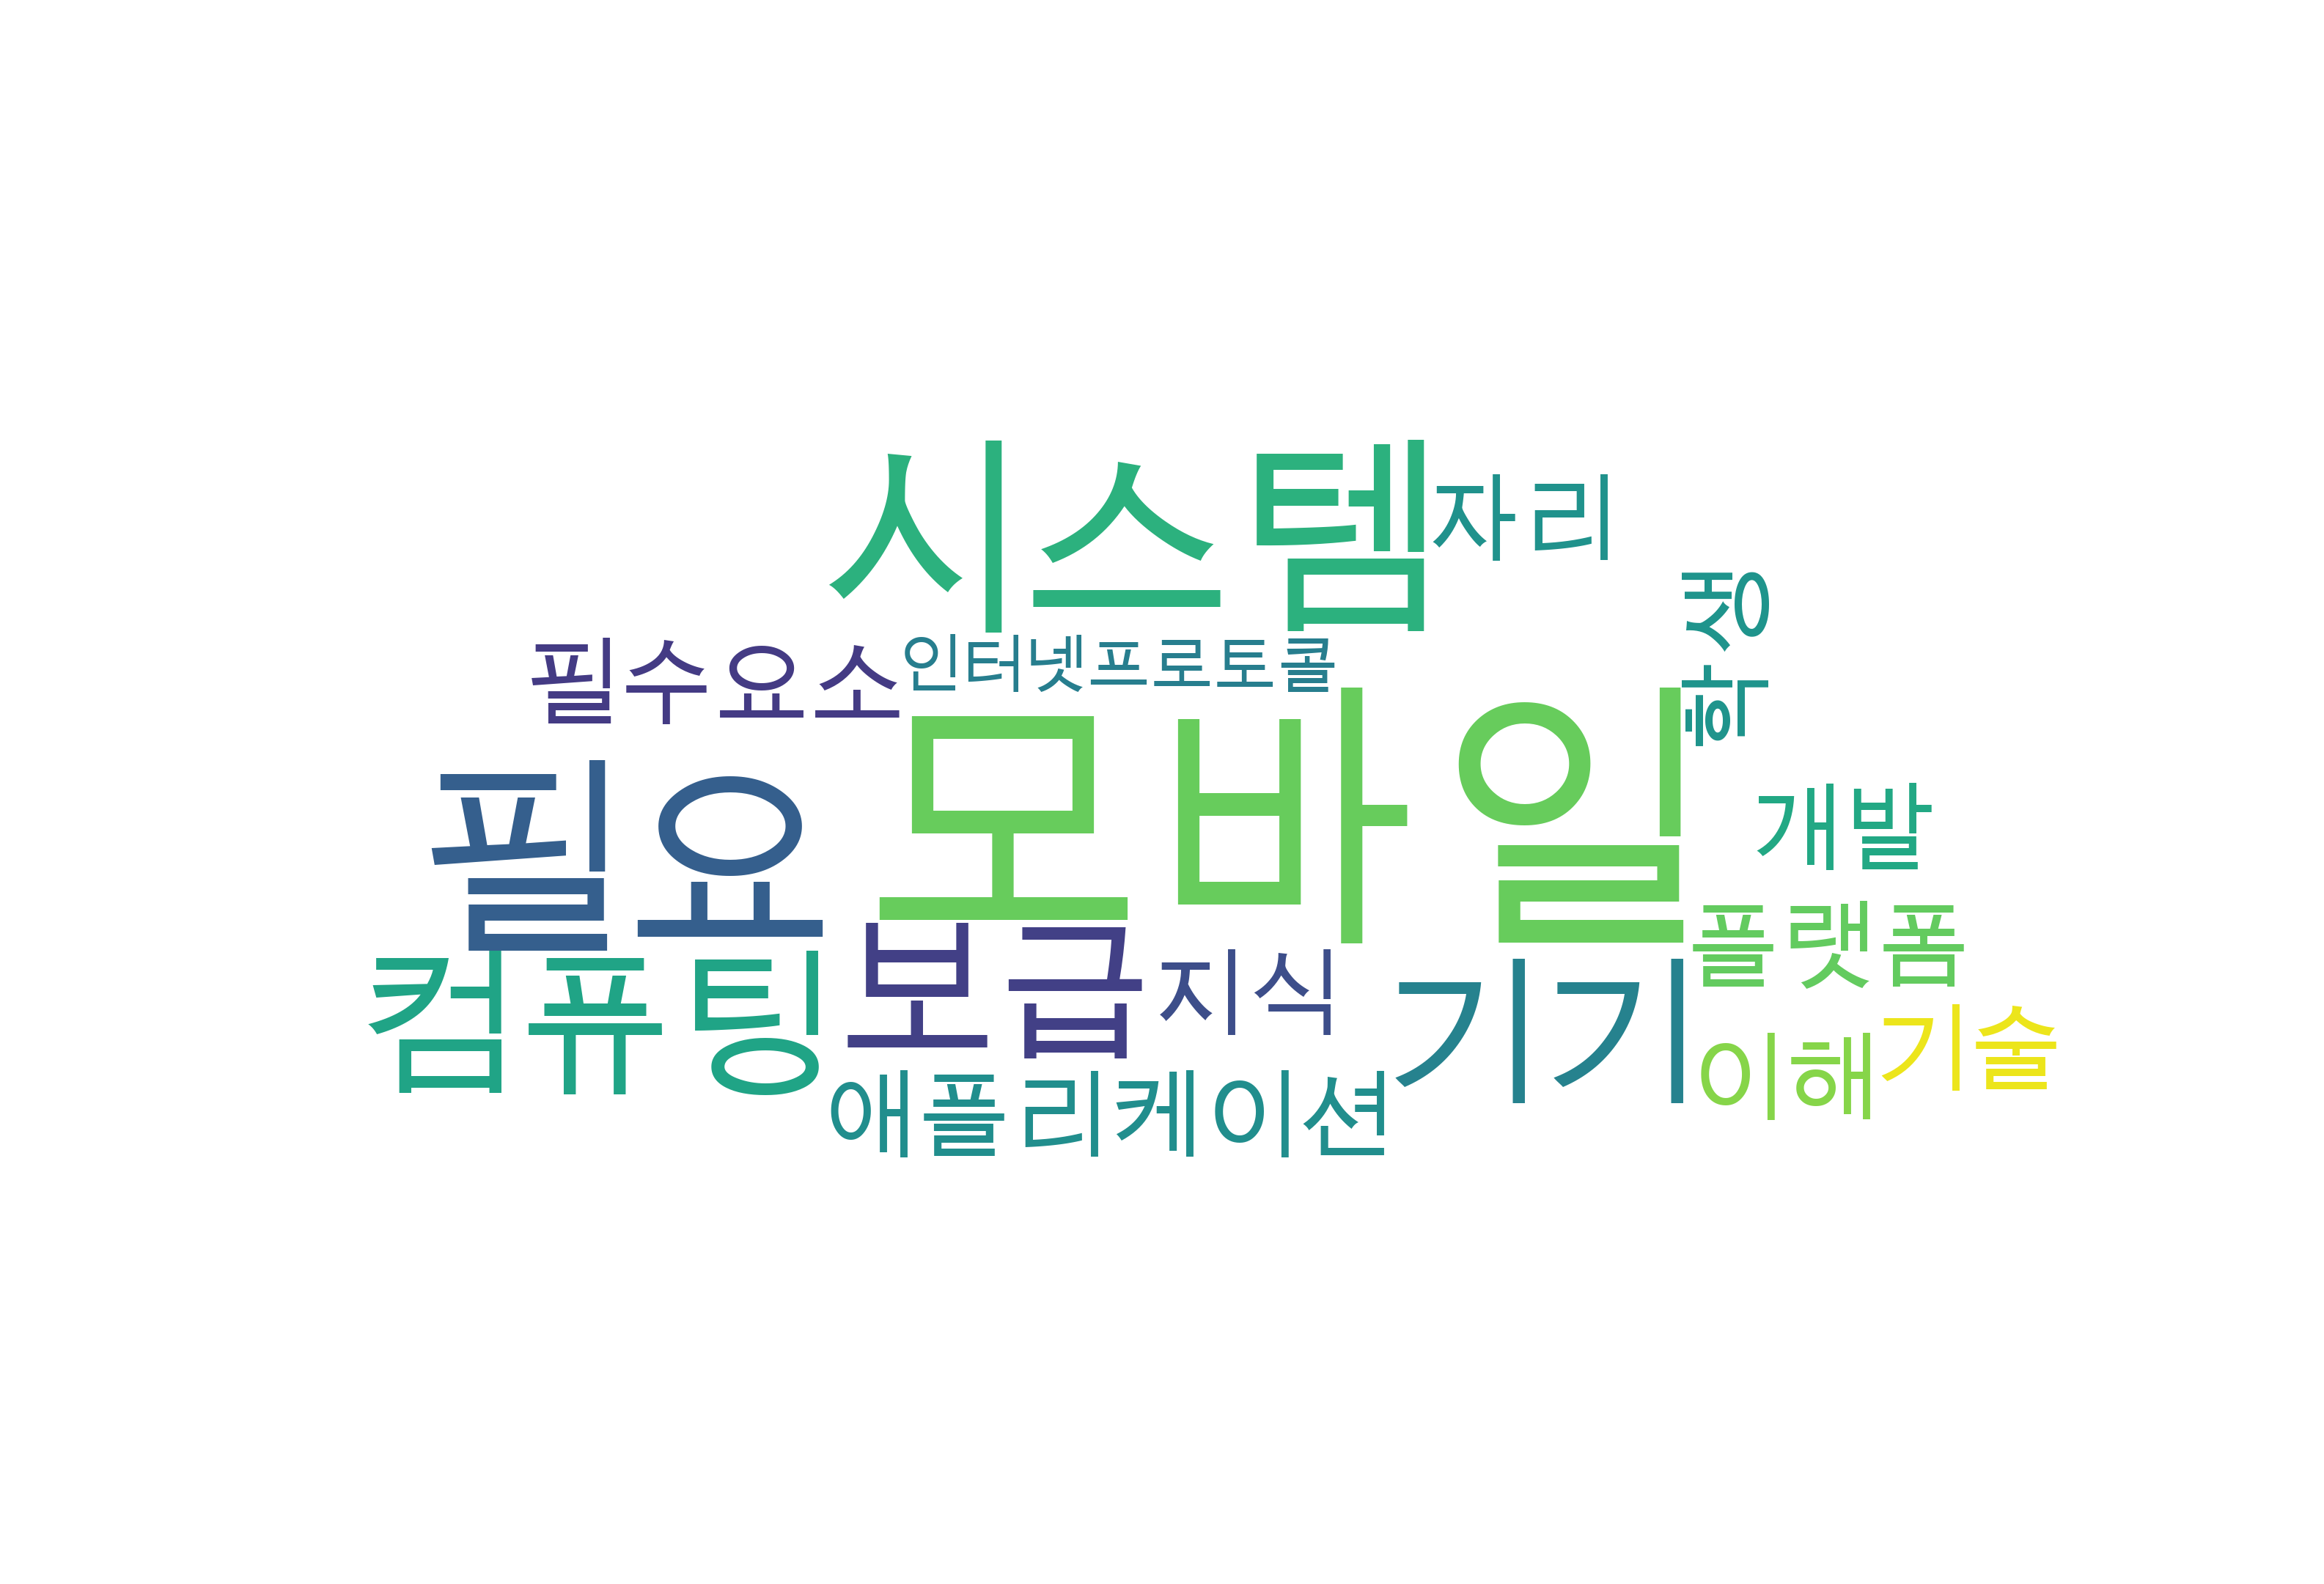 시스템 자리
필수요소 인터넷프로토콜 학생
필요 모바일 개발
컴퓨팅 보급 지식 기기 플랫폼
애플리케이션 이해 기술